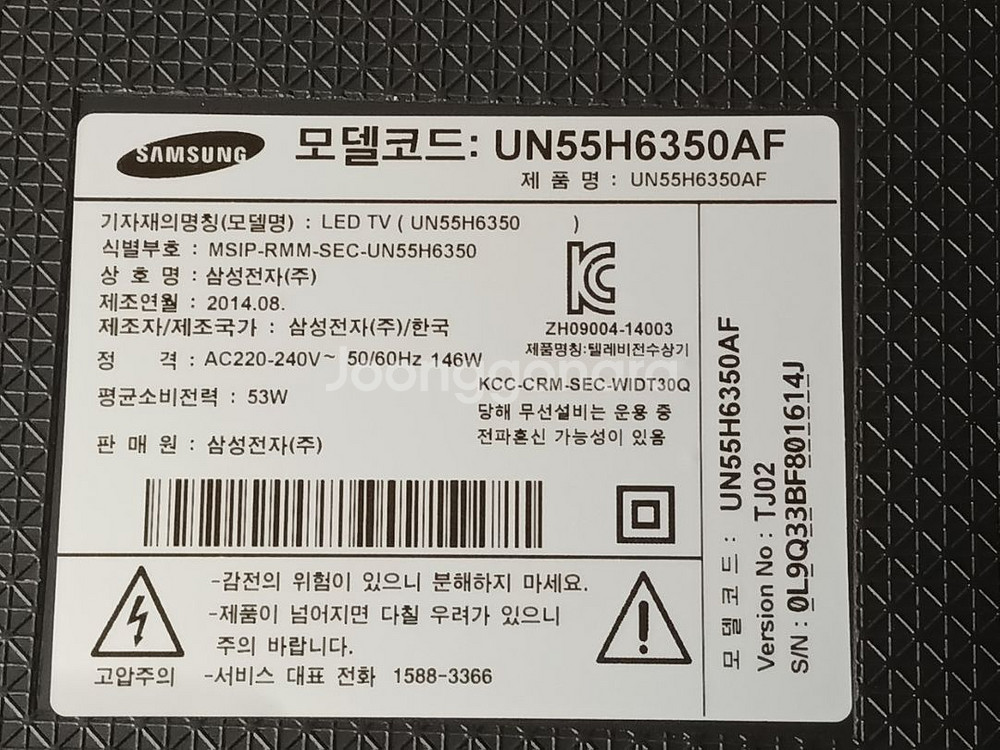 SAMSUNG
모델코드: UN55H6350AF
제 품 명 : UN55H6350AF
기자재의명칭(모델명) : LED TV ( UN55H6350 )
식별부호 : MSIP-RMM-SEC-UN55H6350
상 호 명 : 삼성전자(주)
제조연월 : 2014.08.
제조자/제조국가 : 삼성전자(주)/한국
정 격 : AC220-240V~ 50/60Hz 146W
평균소비전력 : 53W
판 매 원 : 삼성전자(주)
ZH09004-14003
제품명칭:텔레비전수상기
KCC-CRM-SEC-WIDT30Q
당해 무선설비는 운용 중
전파혼신 가능성이 있음
Joonggonara
고압주의
-감전의 위험이 있으니 분해하지 마세요.
-제품이 넘어지면 다칠 우려가 있으니
주의 바랍니다.
-서비스 대표 전화 1588-3366
모 델 코 드 : UN55H6350AF
Version No : TJ02
S/N : 0L9Q33BF801614J